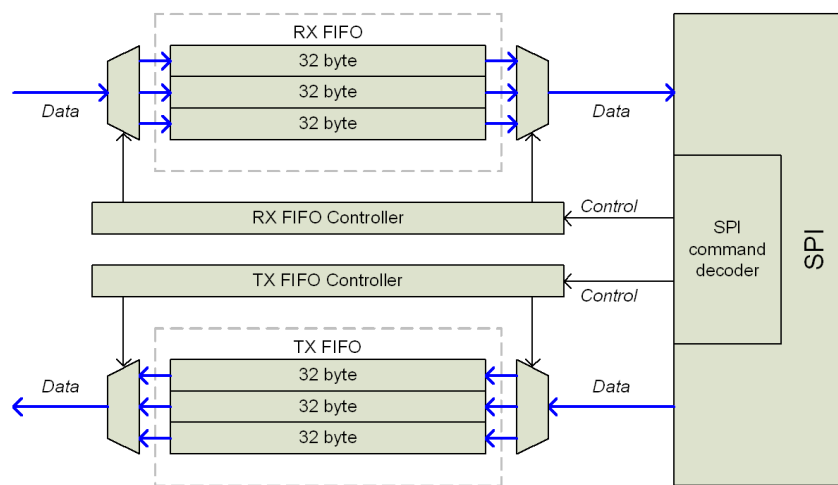 RX FIFO
32 byte
32 byte
32 byte
Data
Data
RX FIFO Controller
Control
SPI
command
decoder
SPI
TX FIFO Controller
Control
TX FIFO
32 byte
32 byte
32 byte
Data
Data